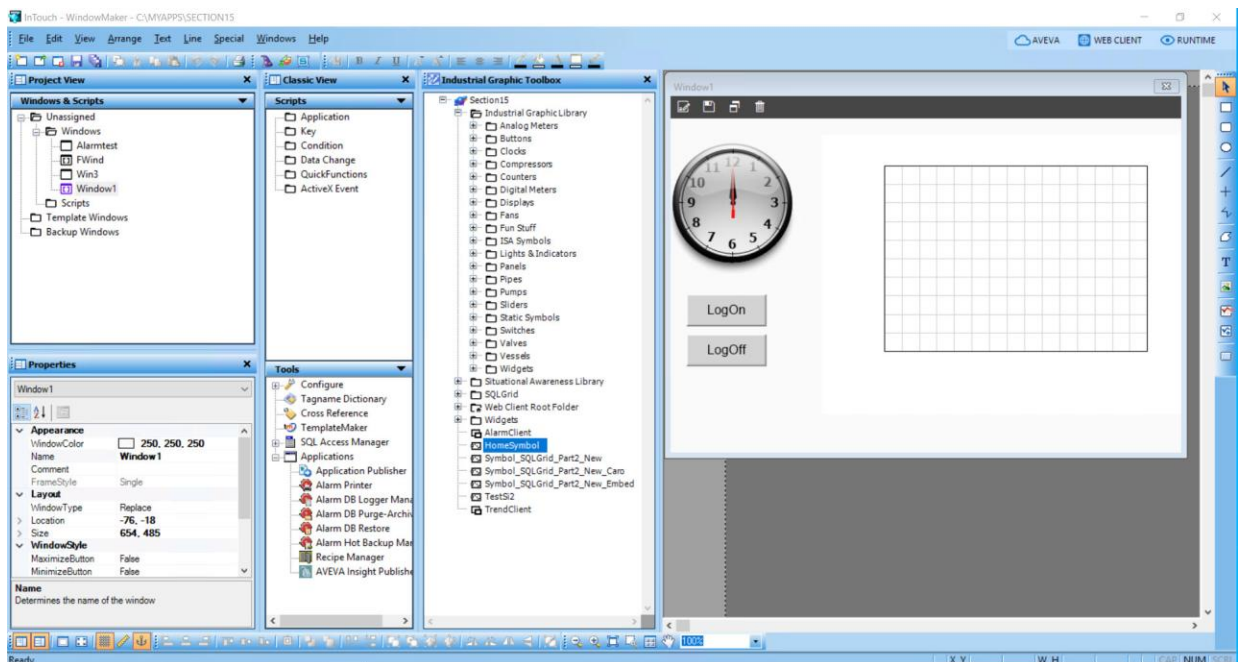 InTouch - WindowMaker - C:\MYAPPS\SECTION15
File Edit View Arrange Text Line Special Windows Help
AVEVA WEB CLIENT RUNTIME
Project View
Windows & Scripts
Unassigned
Windows
Alarmtest
FWind
Win3
Window1
Scripts
Template Windows
Backup Windows
Properties
Window1
Appearance
WindowColor 250, 250, 250
Name Window1
Comment
FrameStyle Single
Layout
WindowType Replace
Location -76, -18
Size 654, 485
WindowStyle
MaximizeButton False
MinimizeButton False
Name
Determines the name of the window
Classic View
Scripts
Application
Key
Condition
Data Change
QuickFunctions
ActiveX Event
Tools
Configure
Tagname Dictionary
Cross Reference
TemplateMaker
SQL Access Manager
Applications
Application Publisher
Alarm Printer
Alarm DB Logger Mana
Alarm DB Purge-Archiv
Alarm DB Restore
Alarm Hot Backup Mar
Recipe Manager
AVEVA Insight Publishe
Industrial Graphic Toolbox
Section15
Industrial Graphic Library
Analog Meters
Buttons
Clocks
Compressors
Counters
Digital Meters
Displays
Fans
Fun Stuff
ISA Symbols
Lights & Indicators
Panels
Pipes
Pumps
Sliders
Static Symbols
Switches
Valves
Vessels
Widgets
Situational Awareness Library
SQLGrid
Web Client Root Folder
Widgets
AlarmClient
HomeSymbol
Symbol_SQLGrid_Part2_New
Symbol_SQLGrid_Part2_New_Caro
Symbol_SQLGrid_Part2_New_Embed
TestSi2
TrendClient
Window1
11 12 1
10 2
9 3
8 4
7 6 5
LogOn
LogOff
100%
Ready
X, Y W, H CAP NUM SCRL